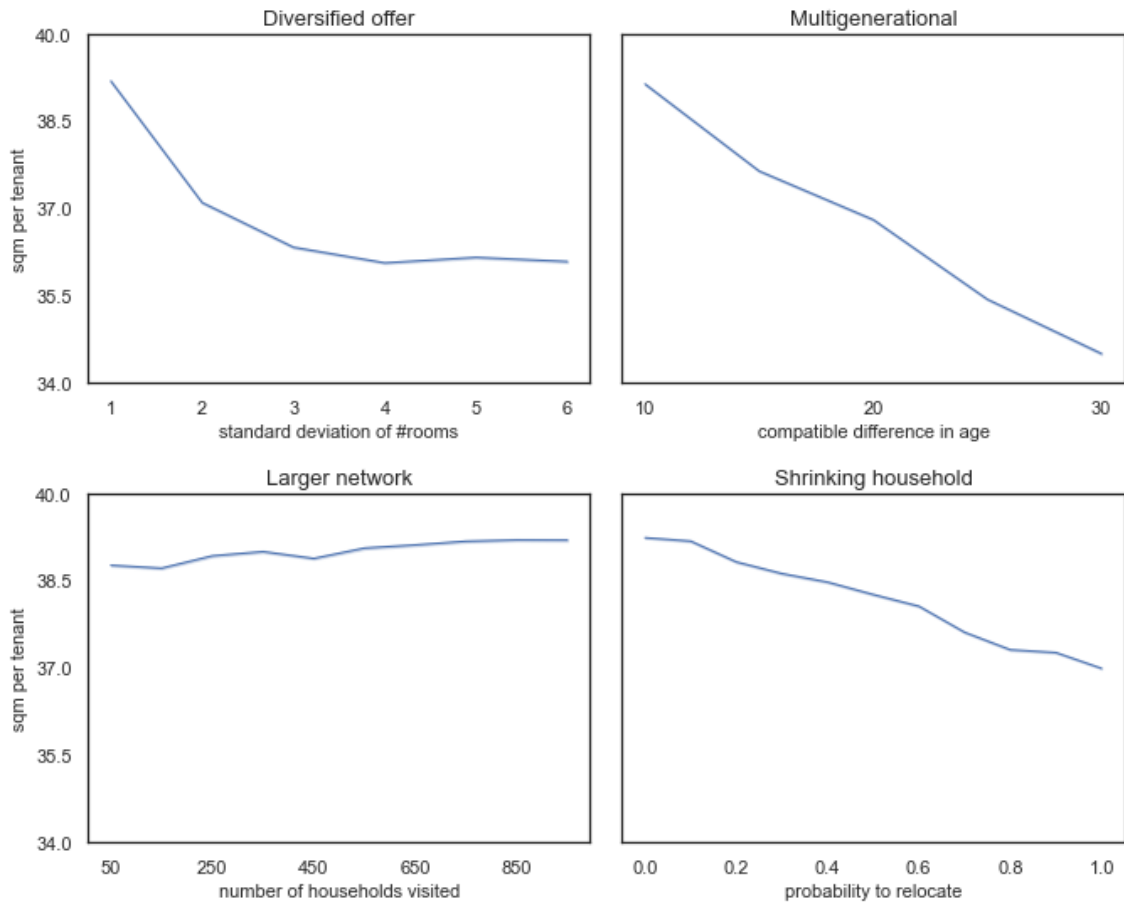 Diversified offer
Multigenerational
40.0
38.5
37.0
35.5
34.0
sqm per tenant
1 2 3 4 5 6
10 20 30
standard deviation of #rooms
compatible difference in age
Larger network
Shrinking household
40.0
38.5
37.0
35.5
34.0
sqm per tenant
50 250 450 650 850
0.0 0.2 0.4 0.6 0.8 1.0
number of households visited
probability to relocate